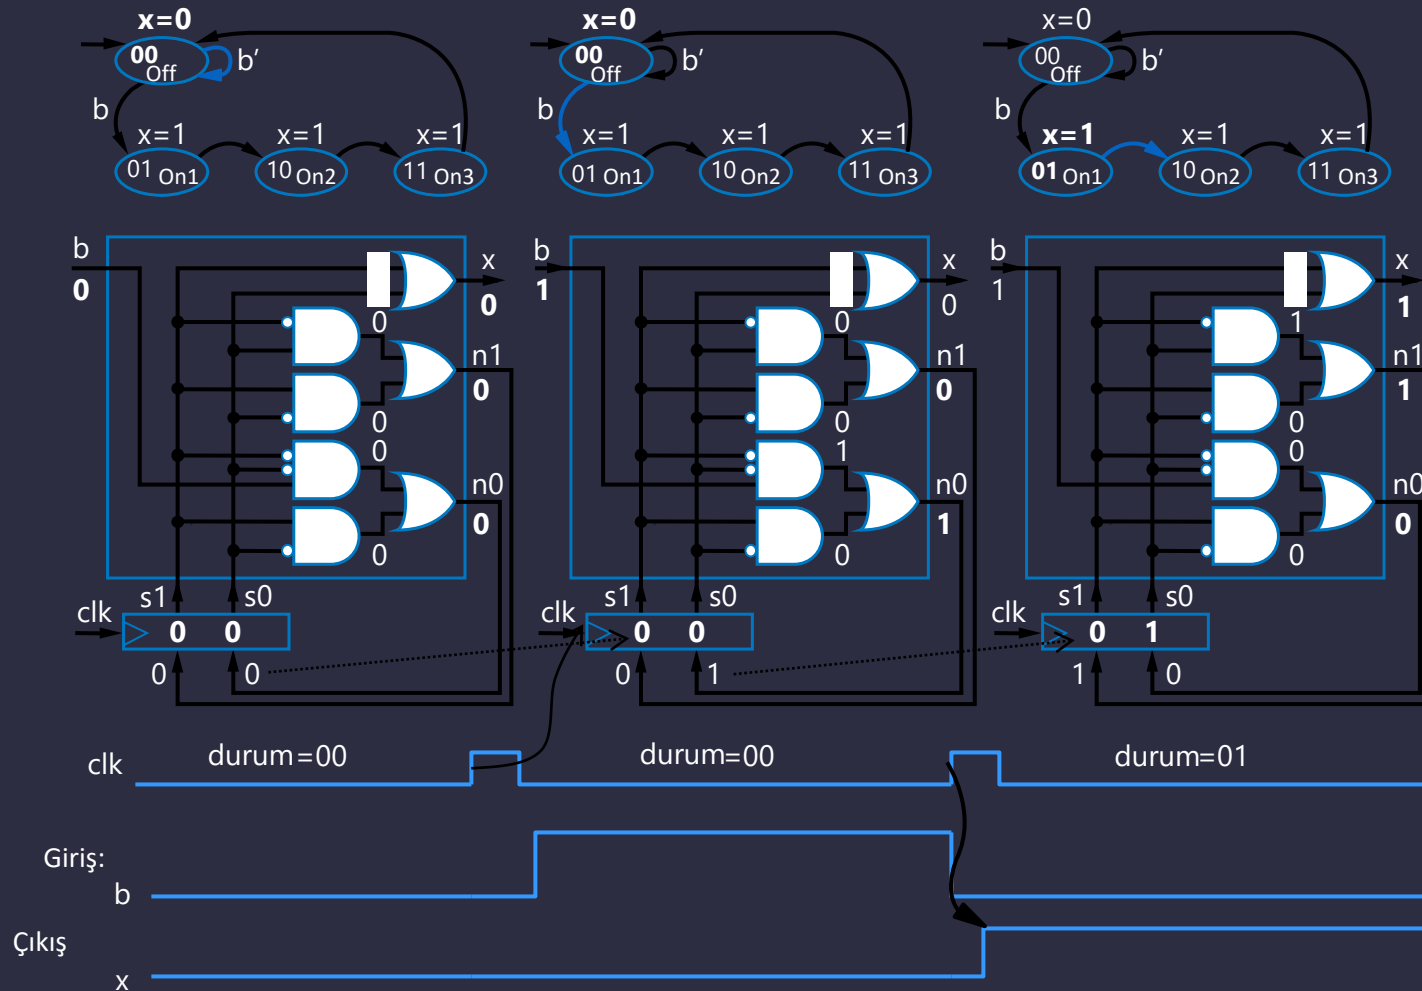 x=0 x=0 x=0
00 Off b’ 00 Off b’ 00 Off b’
b b b
x=1 x=1 x=1 x=1 x=1 x=1 x=1 x=1 x=1
01 On1 10 On2 11 On3 01 On1 10 On2 11 On3 01 On1 10 On2 11 On3
b x b x b x
0 0 1 0 1 1
0 0 1
n1 n1 n1
0 0 1
0 0 0
0 1 0
n0 n0 n0
0 1 0
0 0 0
s1 s0 s1 s0 s1 s0
clk 0 0 clk 0 0 clk 0 1
0 0 0 1 1 0
clk durum=00 durum=00 durum=01
Giriş:
b
Çıkış
x